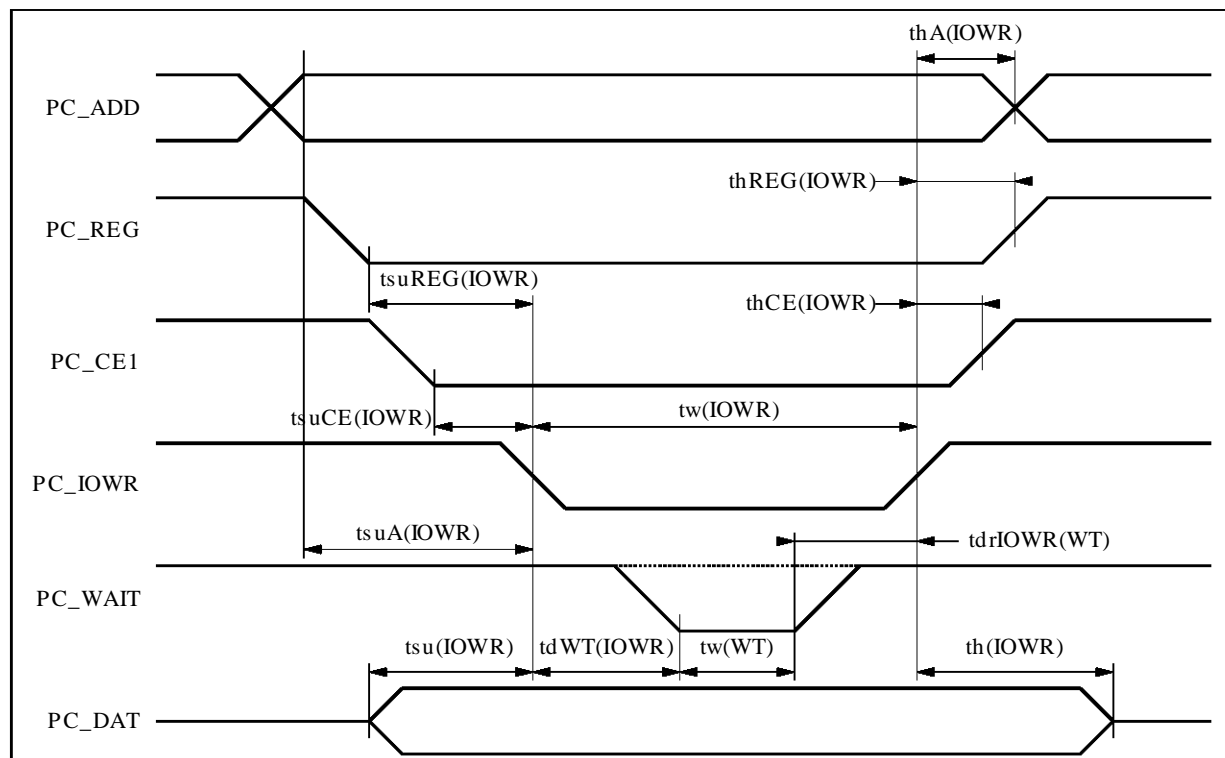 thA(IOWR)
PC_ADD
thREG(IOWR)
PC_REG
tsuREG(IOWR)
thCE(IOWR)
PC_CE1
tsuCE(IOWR)
tw(IOWR)
PC_IOWR
tsuA(IOWR)
tdrIOWR(WT)
PC_WAIT
tsu(IOWR)
tdWT(IOWR)
tw(WT)
th(IOWR)
PC_DAT